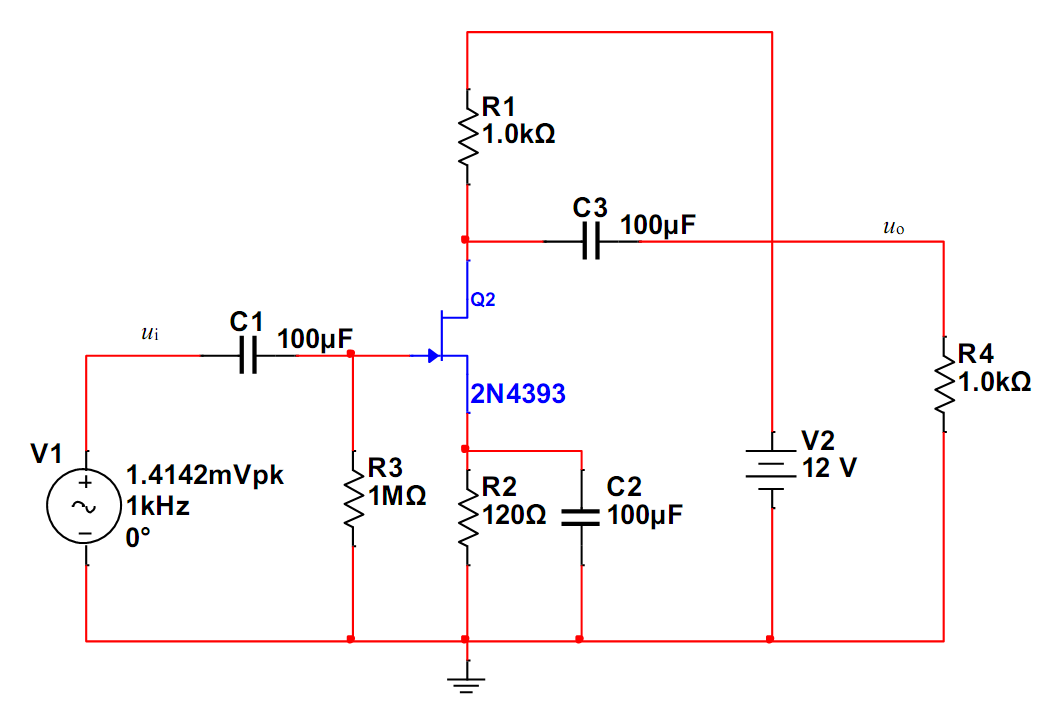 R1
1.0kΩ
C3
100µF
uo
Q2
ui
C1
100µF
2N4393
R4
1.0kΩ
V1
1.4142mVpk
1kHz
0°
R3
1MΩ
R2
120Ω
C2
100µF
V2
12 V